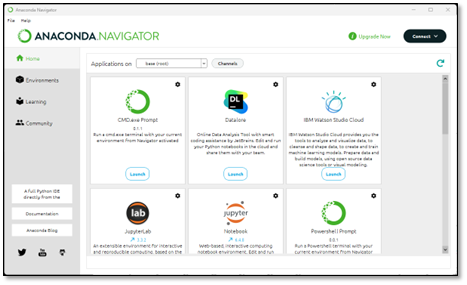 Anaconda Navigator
File Help
ANACONDA.NAVIGATOR
Upgrade Now
Connect
Home
Environments
Learning
Community
A full Python IDE
directly from the
Documentation
Anaconda Blog
Applications on
base (root)
Channels
CMD.exe Prompt
0.1.1
Run a cmd.exe terminal with your current
environment from Navigator activated
Launch
Datalore
Online Data Analysis Tool with smart
coding assistance by JetBrains. Edit and run
your Python notebooks in the cloud and
share them with your team.
Launch
IBM Watson Studio Cloud
IBM Watson Studio Cloud provides you the
tools to analyze and visualize data, to
cleanse and shape data, to create and train
machine learning models. Prepare data and
build models, using open source data
science tools or visual modeling.
Launch
lab
JupyterLab
An extensible environment for interactive
and reproducible computing, based on the
jupyter
Notebook
Web-based, interactive computing
notebook environment. Edit and run
Powershell Prompt
0.0.1
Run a Powershell terminal with your
current environment from Navigator